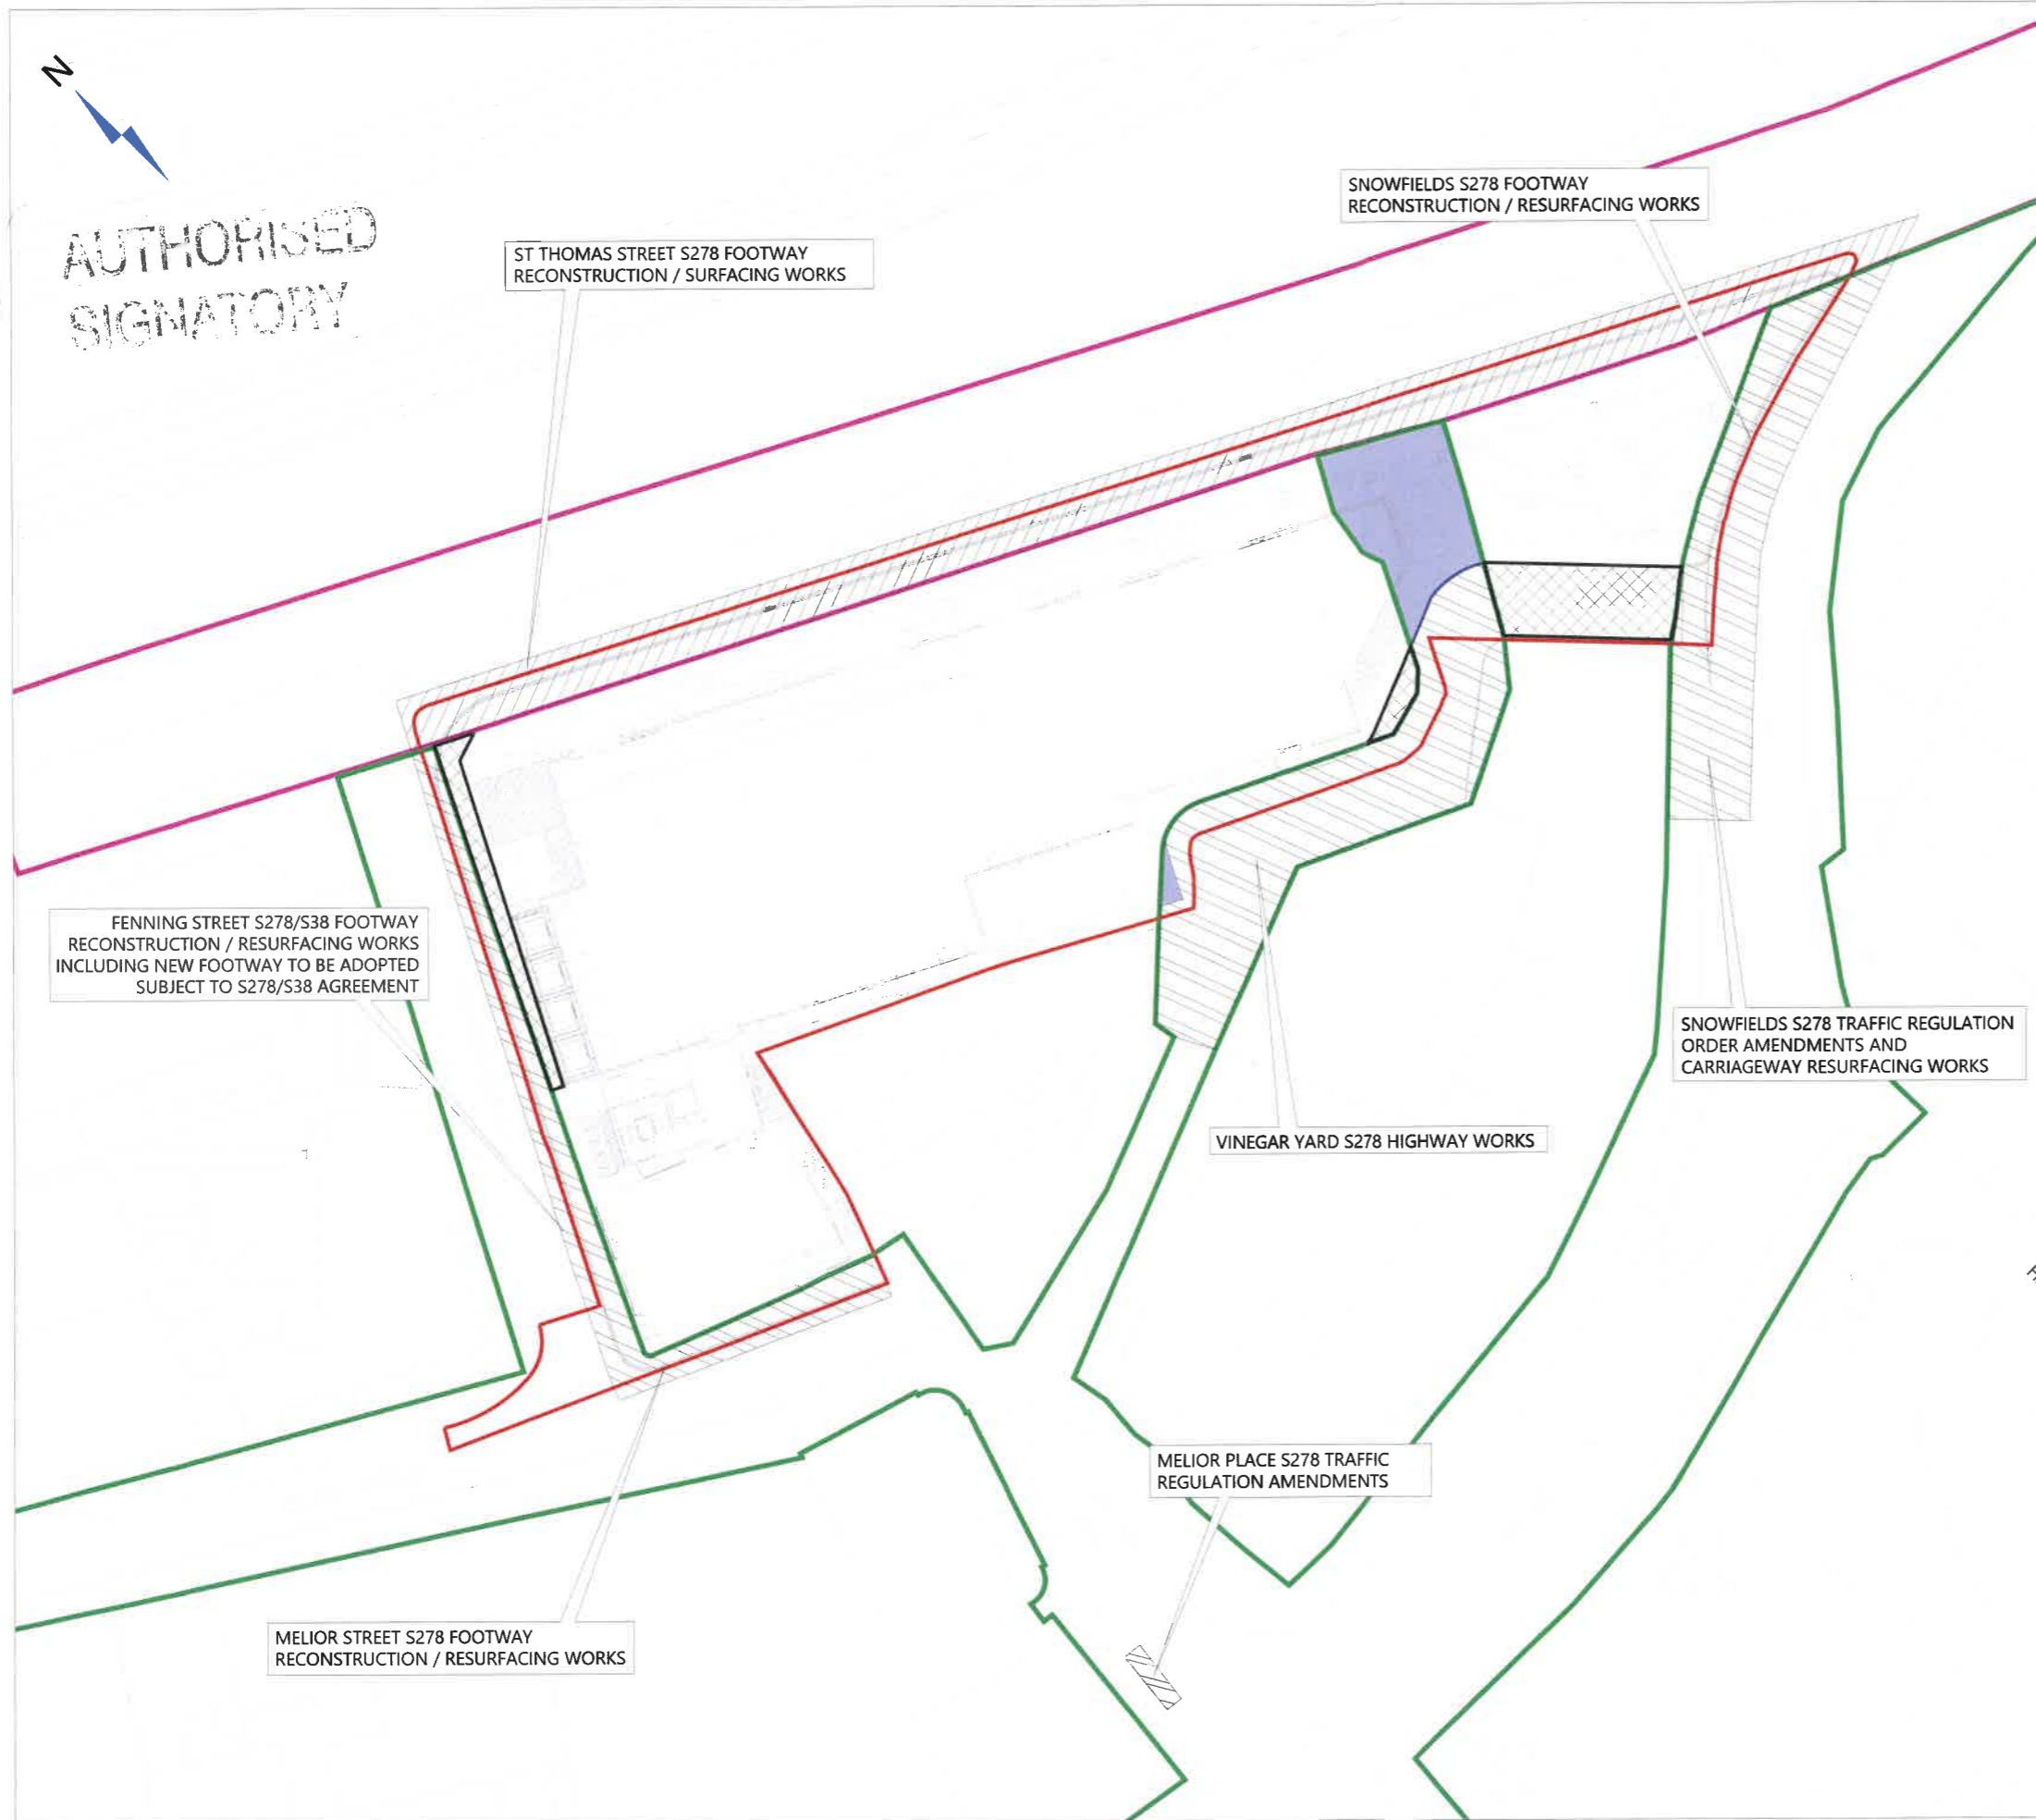 N
AUTHORISED
SIGNATORY
SNOWFIELDS S278 FOOTWAY
RECONSTRUCTION / RESURFACING WORKS
ST THOMAS STREET S278 FOOTWAY
RECONSTRUCTION / SURFACING WORKS
FENNING STREET S278/S38 FOOTWAY
RECONSTRUCTION / RESURFACING WORKS
INCLUDING NEW FOOTWAY TO BE ADOPTED
SUBJECT TO S278/S38 AGREEMENT
SNOWFIELDS S278 TRAFFIC REGULATION
ORDER AMENDMENTS AND
CARRIAGEWAY RESURFACING WORKS
VINEGAR YARD S278 HIGHWAY WORKS
MELIOR PLACE S278 TRAFFIC
REGULATION AMENDMENTS
MELIOR STREET S278 FOOTWAY
RECONSTRUCTION / RESURFACING WORKS